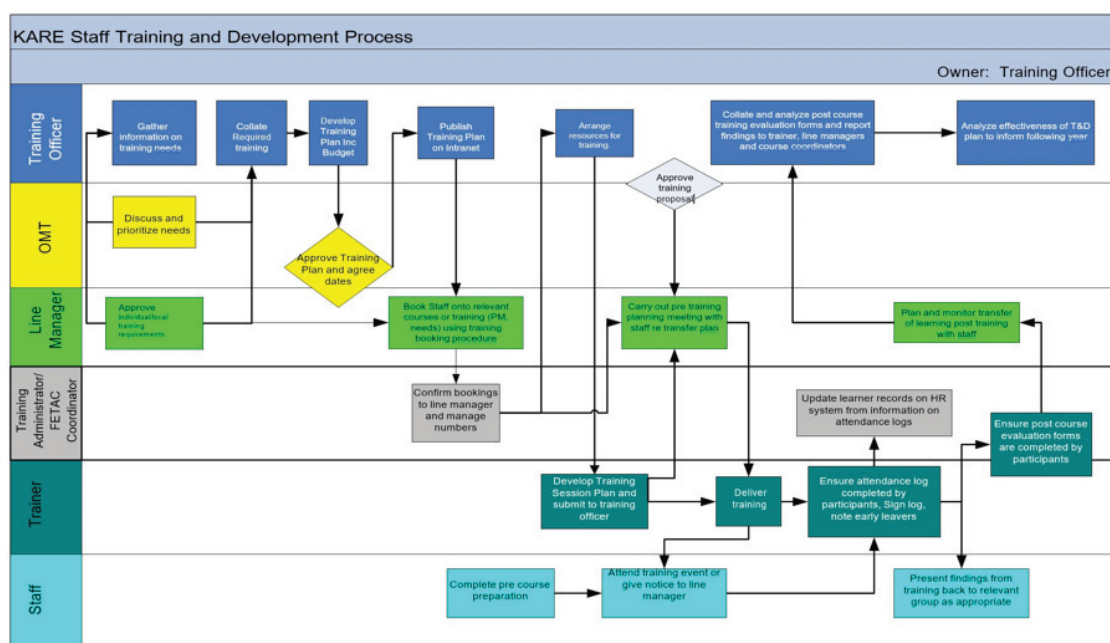 KARE Staff Training and Development Process
Owner: Training Officer
Training
Officer
Gather
information on
training needs
Collate
Required
training
Develop
Training
Plan Inc
Budget
Publish
Training Plan
on Intranet
Arrange
resources for
training.
Collate and analyze post course
training evaluation forms and report
findings to trainer, line managers
and course coordinators
Analyze effectiveness of T&D
plan to inform following year
OMT
Discuss and
prioritize needs
Approve Training
Plan and agree
dates
Approve
training
proposal
Line
Manager
Approve
individual/local
training
requirements
Book Staff onto relevant
courses or training (PM,
needs) using training
booking procedure
Carry out pre training
planning meeting with
staff re transfer plan
Plan and monitor transfer
of learning post training
with staff
Training
Administrator/
FETAC
Coordinator
Confirm bookings
to line manager
and manage
numbers
Update learner records on HR
system from information on
attendance logs
Ensure post course
evaluation forms
are completed by
participants
Trainer
Develop Training
Session Plan and
submit to training
officer
Deliver
training
Ensure attendance log
completed by
participants, Sign log,
note early leavers
Staff
Complete pre course
preparation
Attend training event or
give notice to line
manager
Present findings from
training back to relevant
group as appropriate